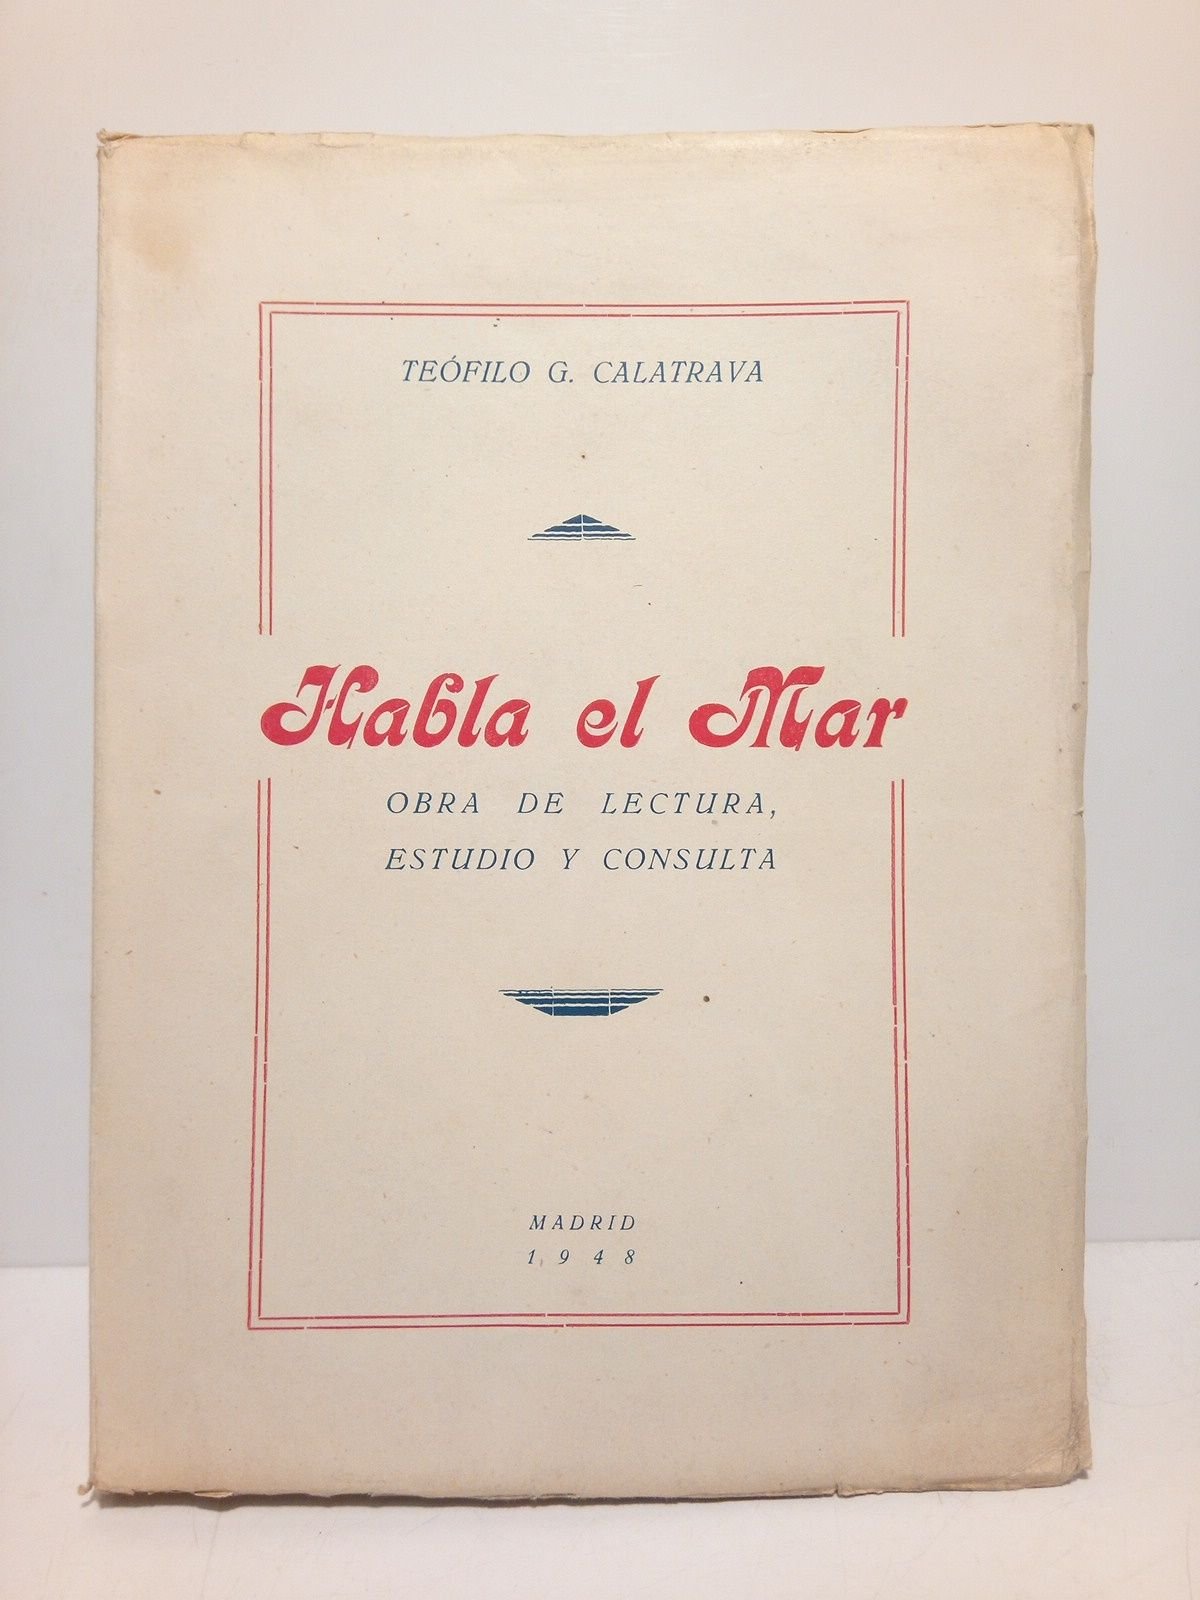 TEÓFILO G. CALATRAVA
Habla el Mar
OBRA DE LECTURA,
ESTUDIO Y CONSULTA
MADRID
1948